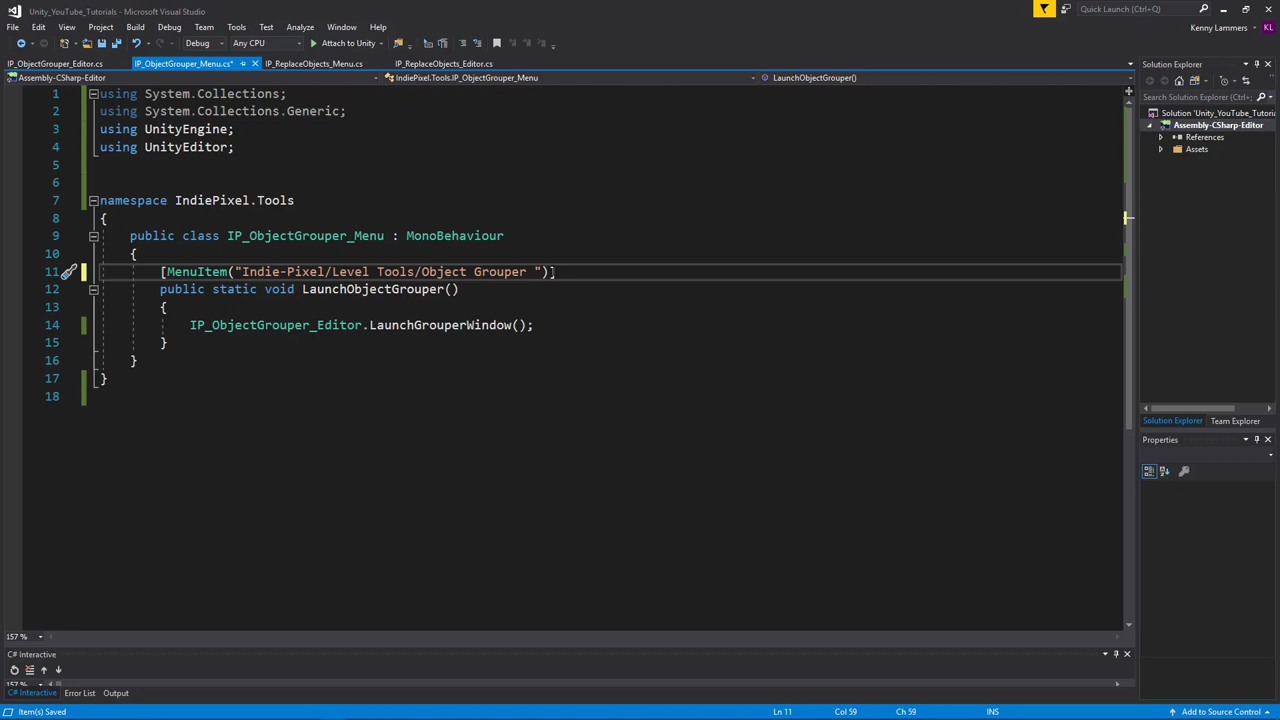 Unity_YouTube_Tutorials - Microsoft Visual Studio
Quick Launch (Ctrl+Q)
File Edit View Project Build Debug Team Tools Test Analyze Window Help
Kenny Lammers KL
Debug Any CPU Attach to Unity
IP_ObjectGrouper_Editor.cs IP_ObjectGrouper_Menu.cs* IP_ReplaceObjects_Menu.cs IP_ReplaceObjects_Editor.cs
Assembly-CSharp-Editor IndiePixel.Tools.IP_ObjectGrouper_Menu LaunchObjectGrouper()
1 using System.Collections;
2 using System.Collections.Generic;
3 using UnityEngine;
4 using UnityEditor;
5
6
7 namespace IndiePixel.Tools
8 {
9 public class IP_ObjectGrouper_Menu : MonoBehaviour
10 {
11 [MenuItem("Indie-Pixel/Level Tools/Object Grouper ")]
12 public static void LaunchObjectGrouper()
13 {
14 IP_ObjectGrouper_Editor.LaunchGrouperWindow();
15 }
16 }
17 }
18
157 %
C# Interactive
157 %
C# Interactive Error List Output
Item(s) Saved Ln 11 Col 59 Ch 59 INS Add to Source Control
Solution Explorer
Search Solution Explorer (Ctrl+;)
Solution 'Unity_YouTube_Tutoria
Assembly-CSharp-Editor
References
Assets
Solution Explorer Team Explorer
Properties